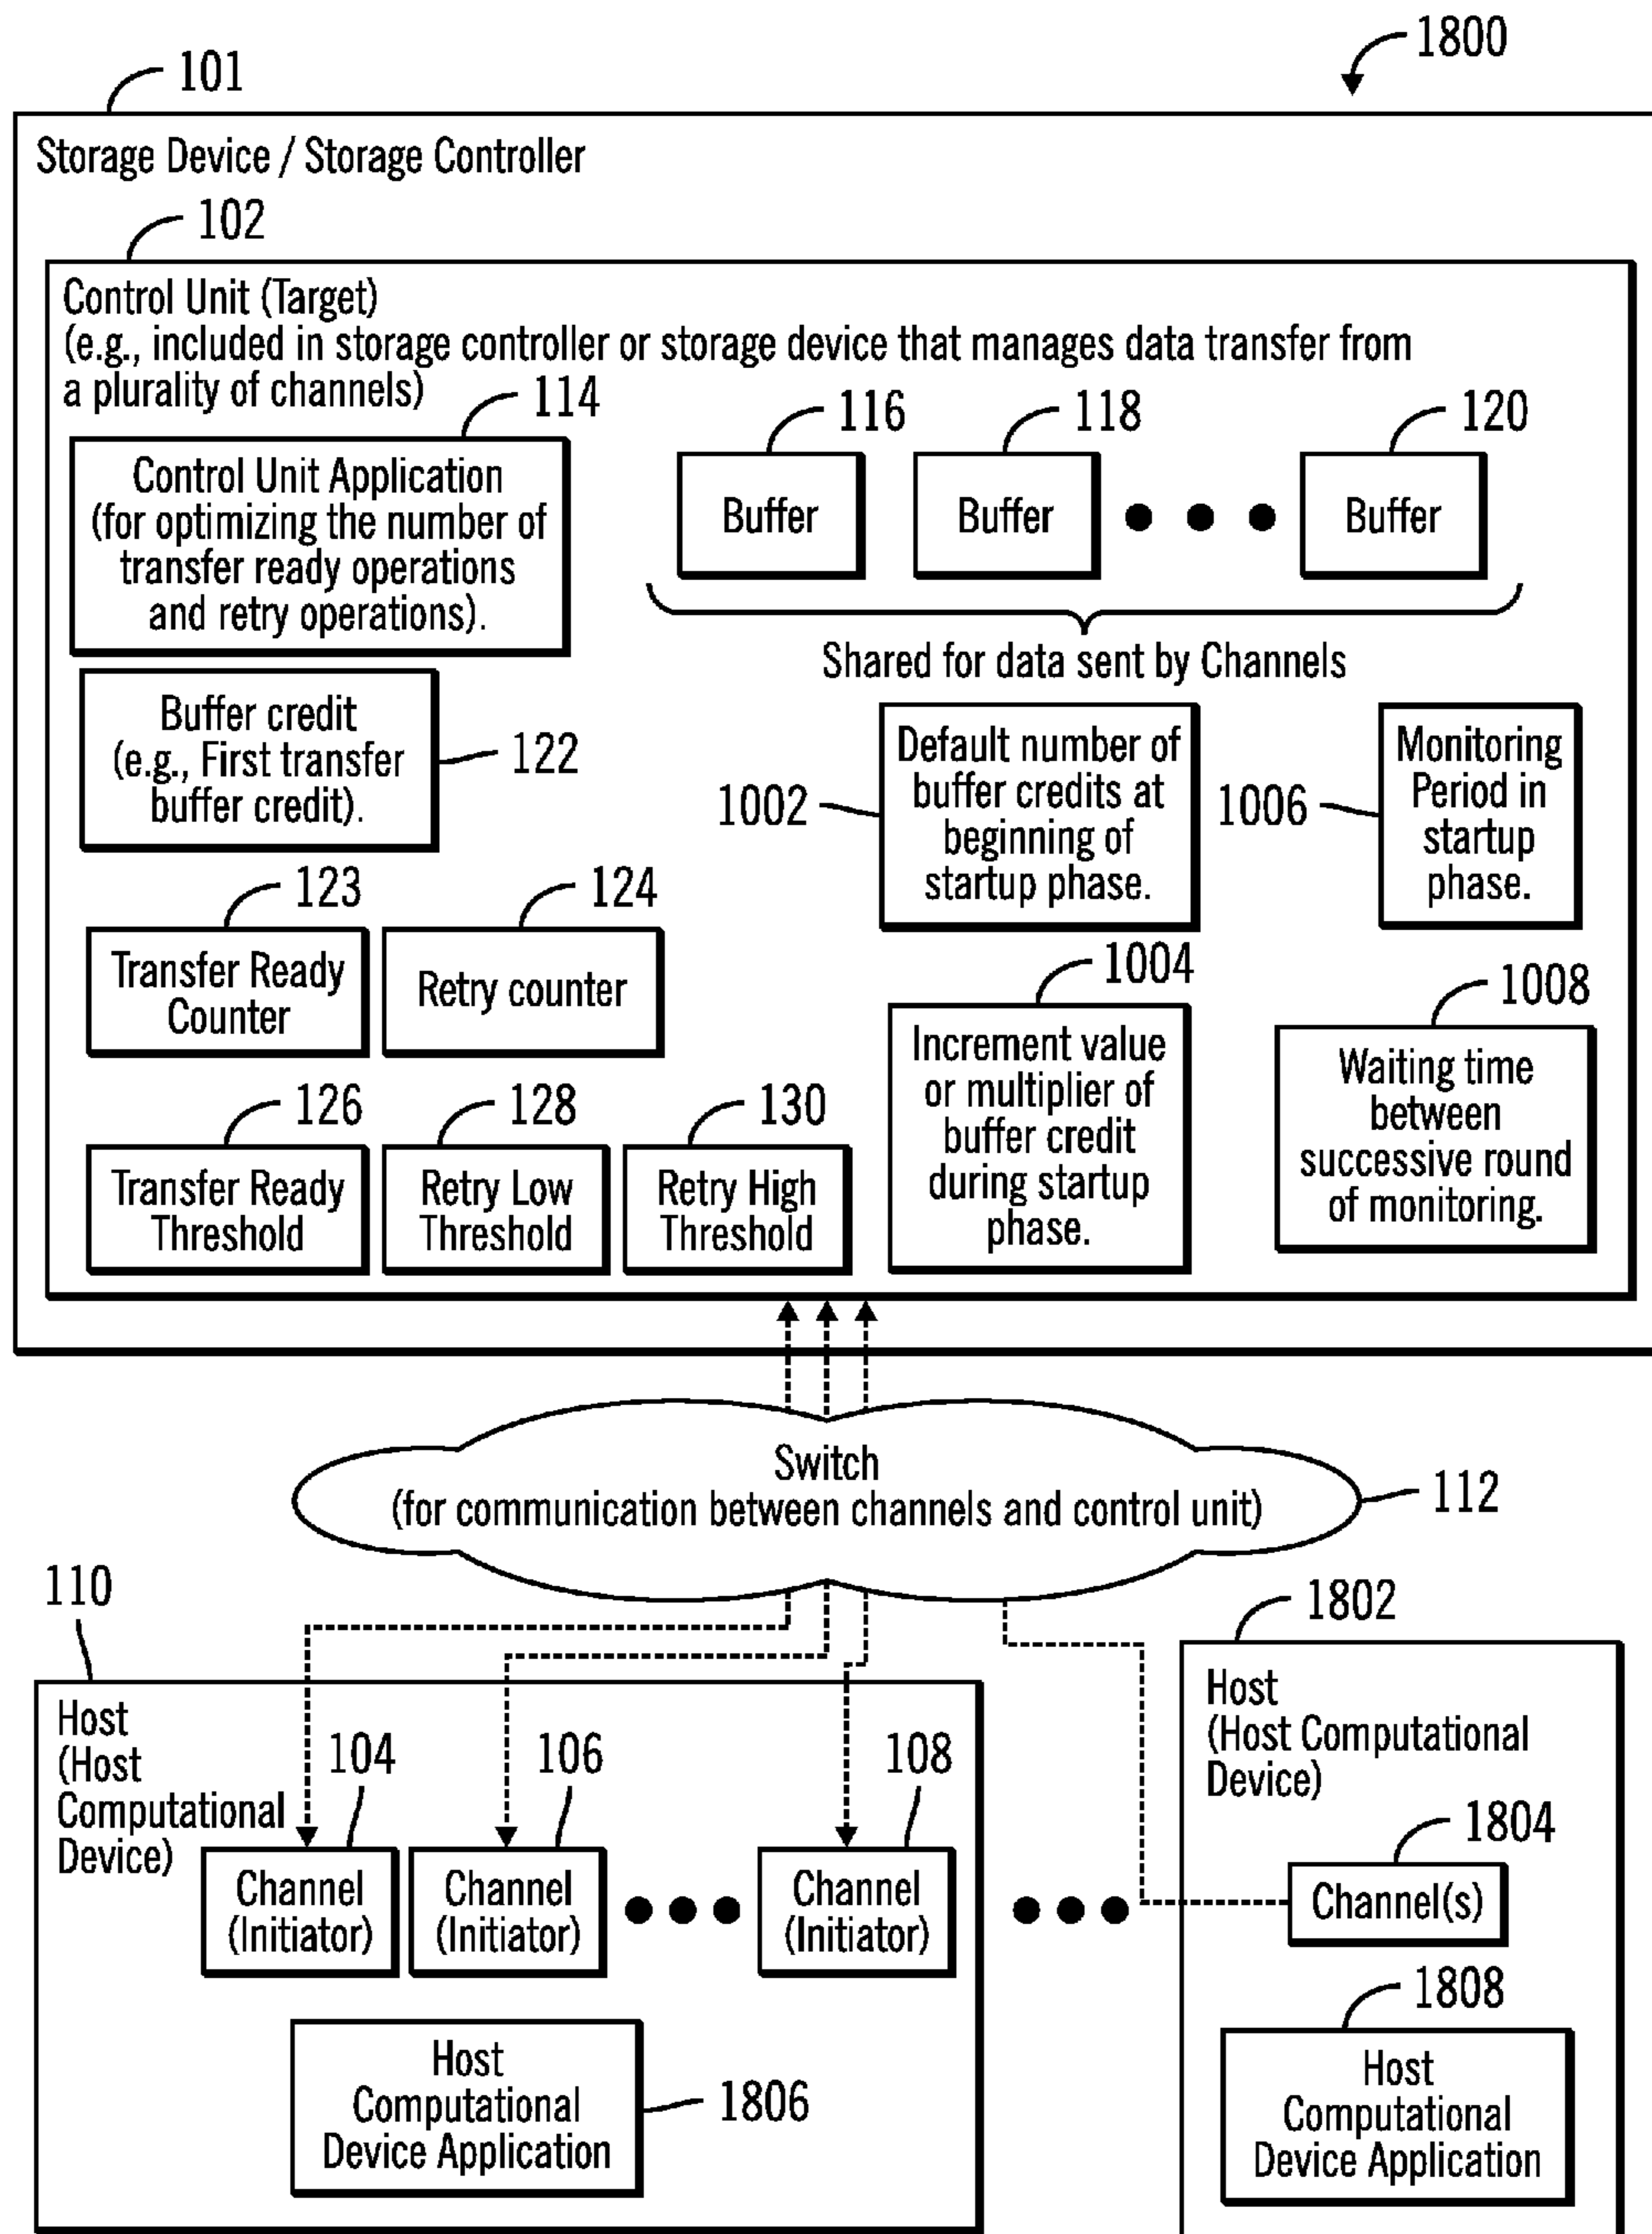 1800
101
Storage Device / Storage Controller
102
Control Unit (Target)
(e.g., included in storage controller or storage device that manages data transfer from
a plurality of channels)
114
Control Unit Application
(for optimizing the number of
transfer ready operations
and retry operations).
116
Buffer
118
Buffer
120
Buffer
Shared for data sent by Channels
Buffer credit
(e.g., First transfer
buffer credit).
122
1002
Default number of
buffer credits at
beginning of
startup phase.
1006
Monitoring
Period in
startup
phase.
123
Transfer Ready
Counter
124
Retry counter
1004
Increment value
or multiplier of
buffer credit
during startup
phase.
1008
Waiting time
between
successive round
of monitoring.
126
Transfer Ready
Threshold
128
Retry Low
Threshold
130
Retry High
Threshold
Switch
(for communication between channels and control unit)
112
110
Host
(Host
Computational
Device)
104
Channel
(Initiator)
106
Channel
(Initiator)
108
Channel
(Initiator)
Host
Computational
Device Application
1806
1802
Host
(Host Computational
Device)
1804
Channel(s)
1808
Host
Computational
Device Application